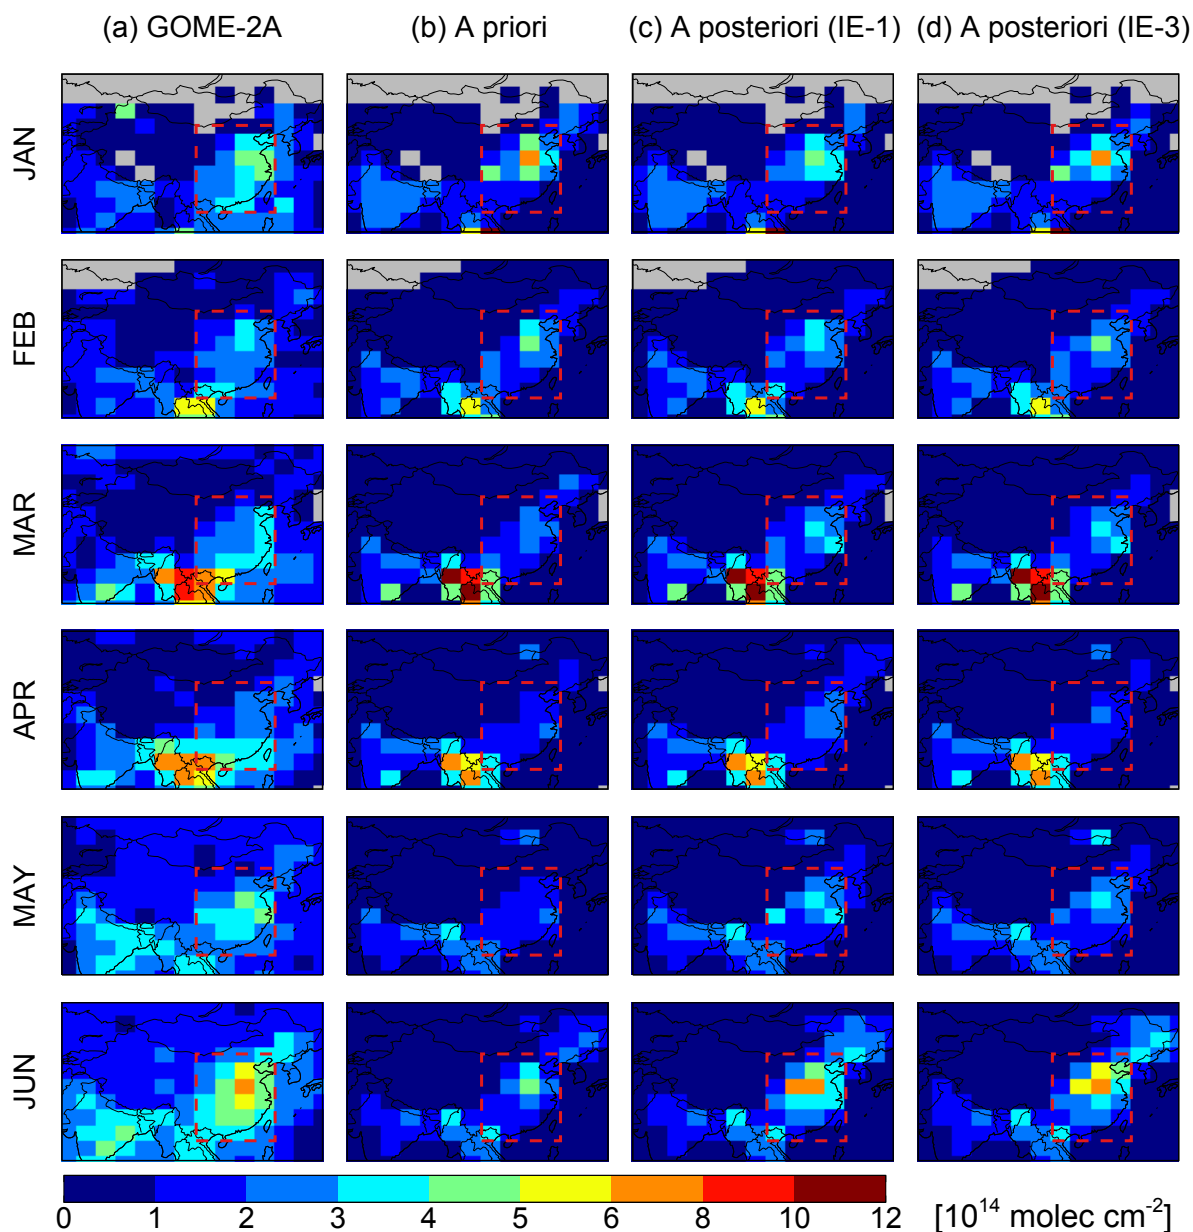 (a) GOME-2A (b) A priori (c) A posteriori (IE-1) (d) A posteriori (IE-3)
JAN
FEB
MAR
APR
MAY
JUN
0 1 2 3 4 5 6 8 10 12 [10¹⁴ molec cm⁻²]